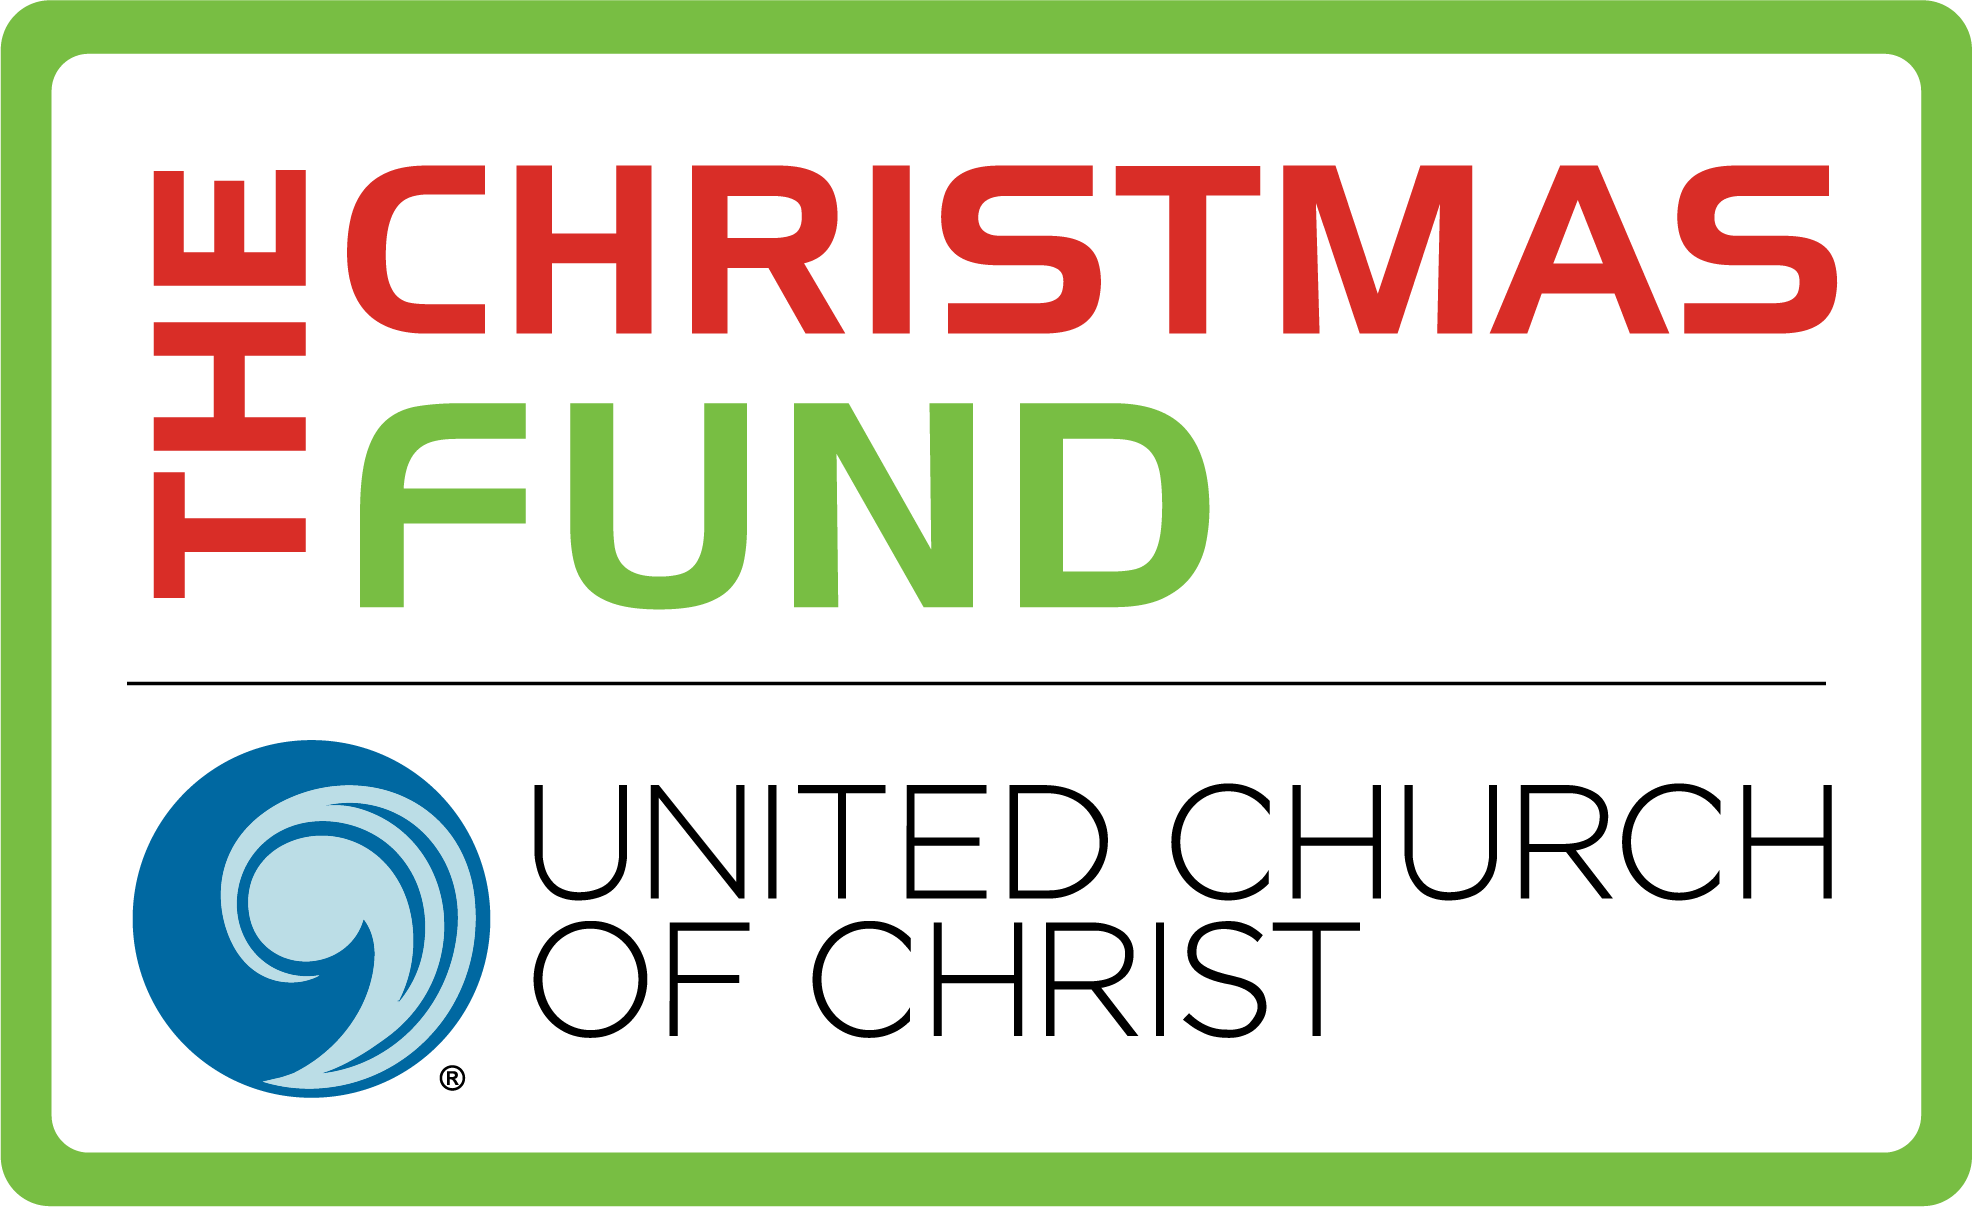 THE
CHRISTMAS
FUND
UNITED CHURCH
OF CHRIST
®